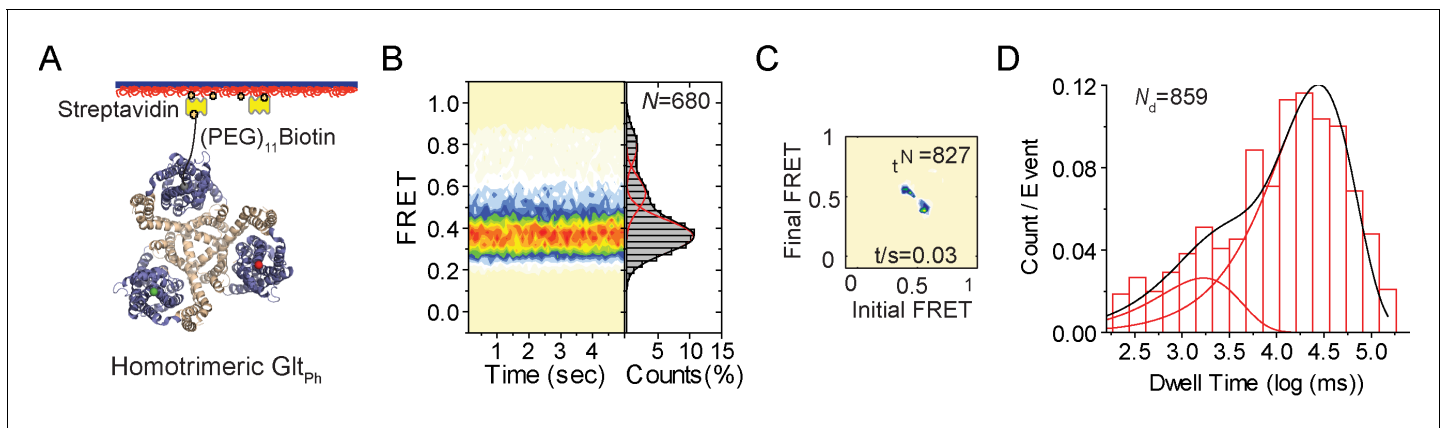 A
Streptavidin
(PEG)11Biotin
Homotrimeric GltPh
B
FRET
1.0
0.8
0.6
0.4
0.2
0.0
1 2 3 4
Time (sec)
N=680
5 10 15
Counts(%)
C
Final FRET
1
0.5
0
tN =827
t/s=0.03
0 0.5 1
Initial FRET
D
Count / Event
0.12
0.08
0.04
0.00
Nd=859
2.5 3.0 3.5 4.0 4.5 5.0
Dwell Time (log (ms))